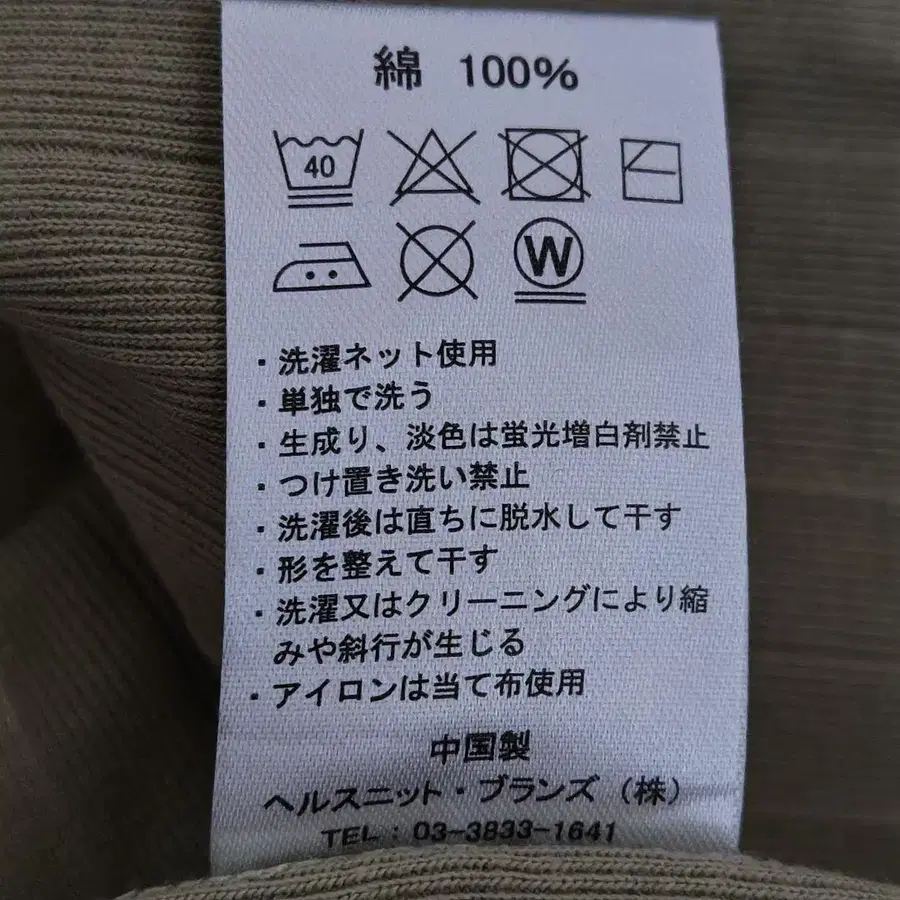 綿 100%
40
W
・洗濯ネット使用
・単独で洗う
・生成り、淡色は蛍光増白剤禁止
・つけ置き洗い禁止
・洗濯後は直ちに脱水して干す
・形を整えて干す
・洗濯又はクリーニングにより縮
みや斜行が生じる
・アイロンは当て布使用
中国製
ヘルスニット・ブランズ（株）
TEL：03-3833-1641